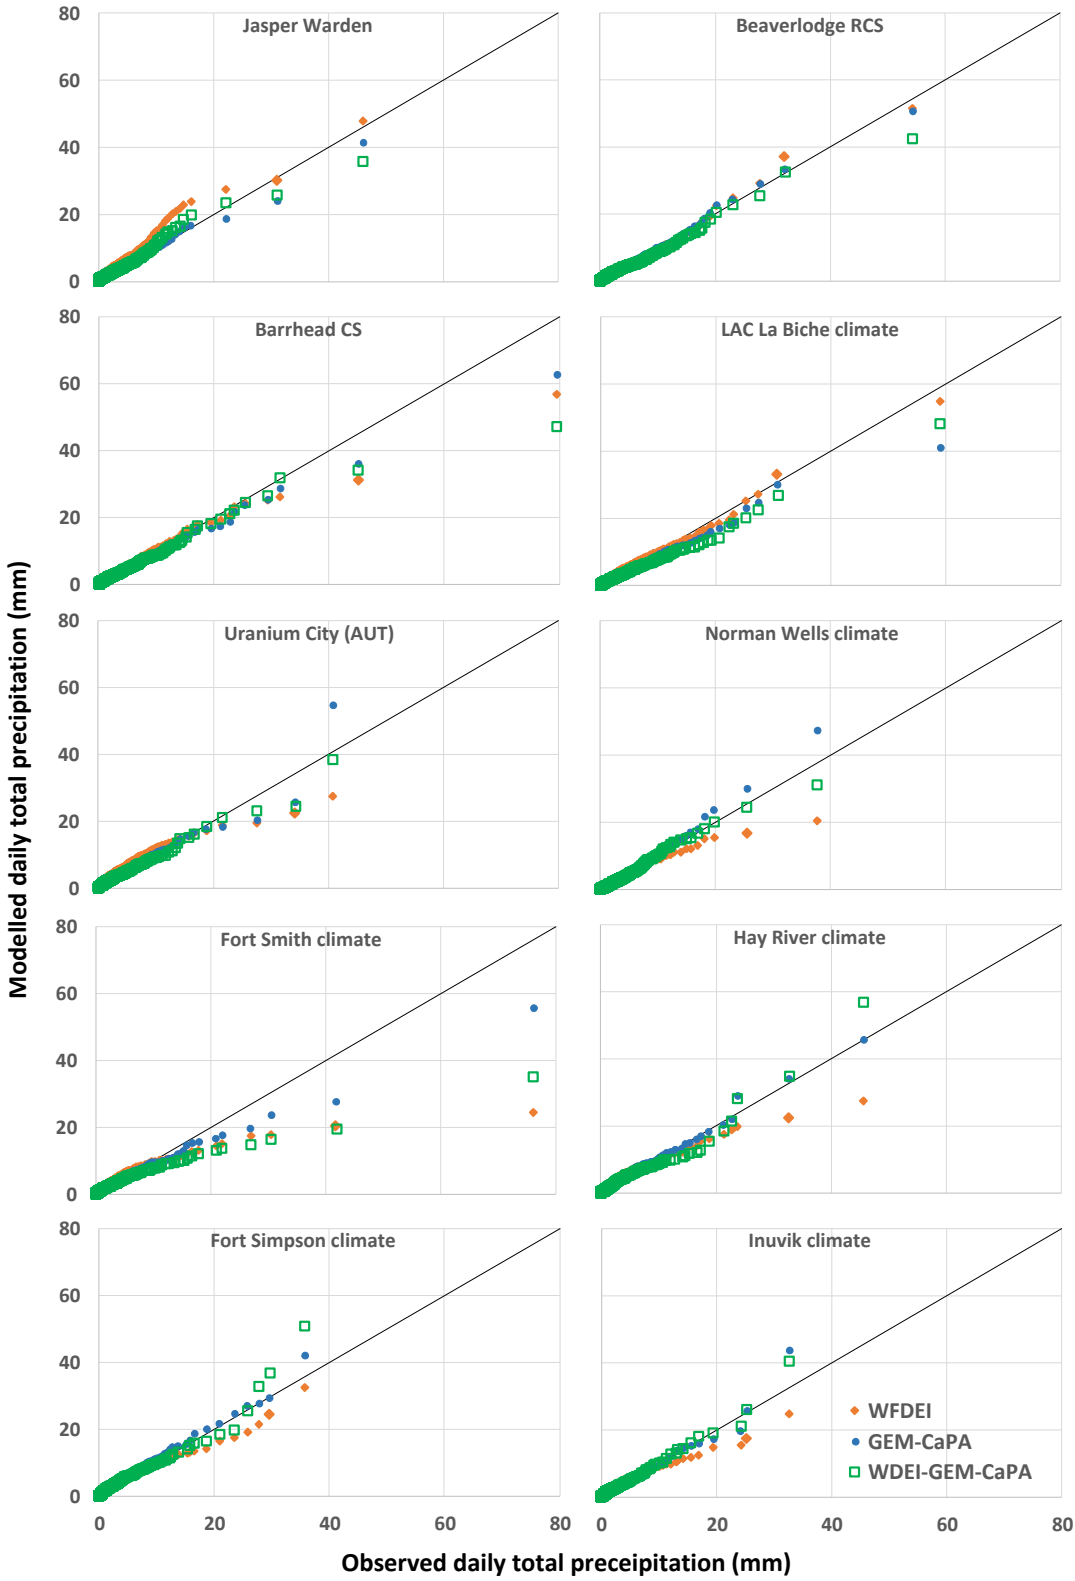 80
60
40
20
0
Jasper Warden
Beaverlodge RCS
80
60
40
20
0
Barrhead CS
LAC La Biche climate
80
60
40
20
0
Uranium City (AUT)
Norman Wells climate
80
60
40
20
0
Fort Smith climate
Hay River climate
80
60
40
20
0
Fort Simpson climate
Inuvik climate
WFDEI
GEM-CaPA
WDEI-GEM-CaPA
0 20 40 60 80
0 20 40 60 80
Modelled daily total precipitation (mm)
Observed daily total preceipitation (mm)